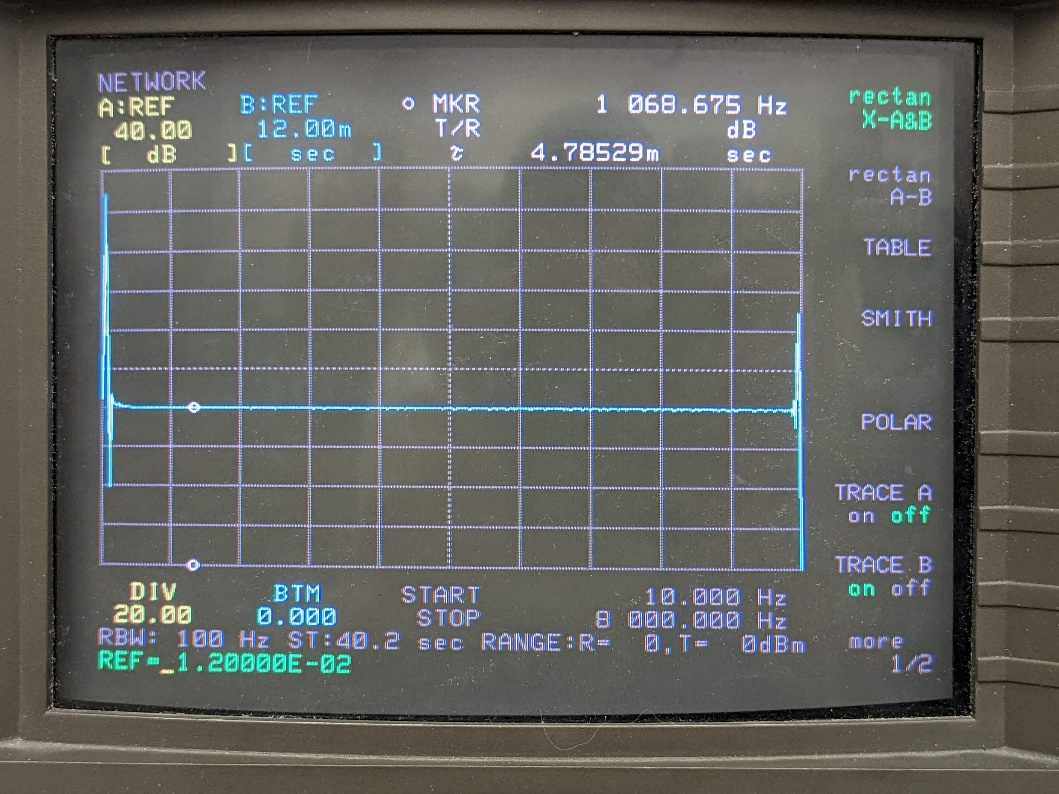 NETWORK
A:REF B:REF o MKR 1 068.675 Hz
40.00 12.00m T/R dB
[ dB ][ sec ] τ 4.78529m sec
rectan
X-A&B
rectan
A-B
TABLE
SMITH
POLAR
TRACE A
on off
TRACE B
on off
more
1/2
DIV BTM START 10.000 Hz
20.00 0.000 STOP 8 000.000 Hz
RBW: 100 Hz ST:40.2 sec RANGE:R= 0,T= 0dBm
REF=_1.20000E-02